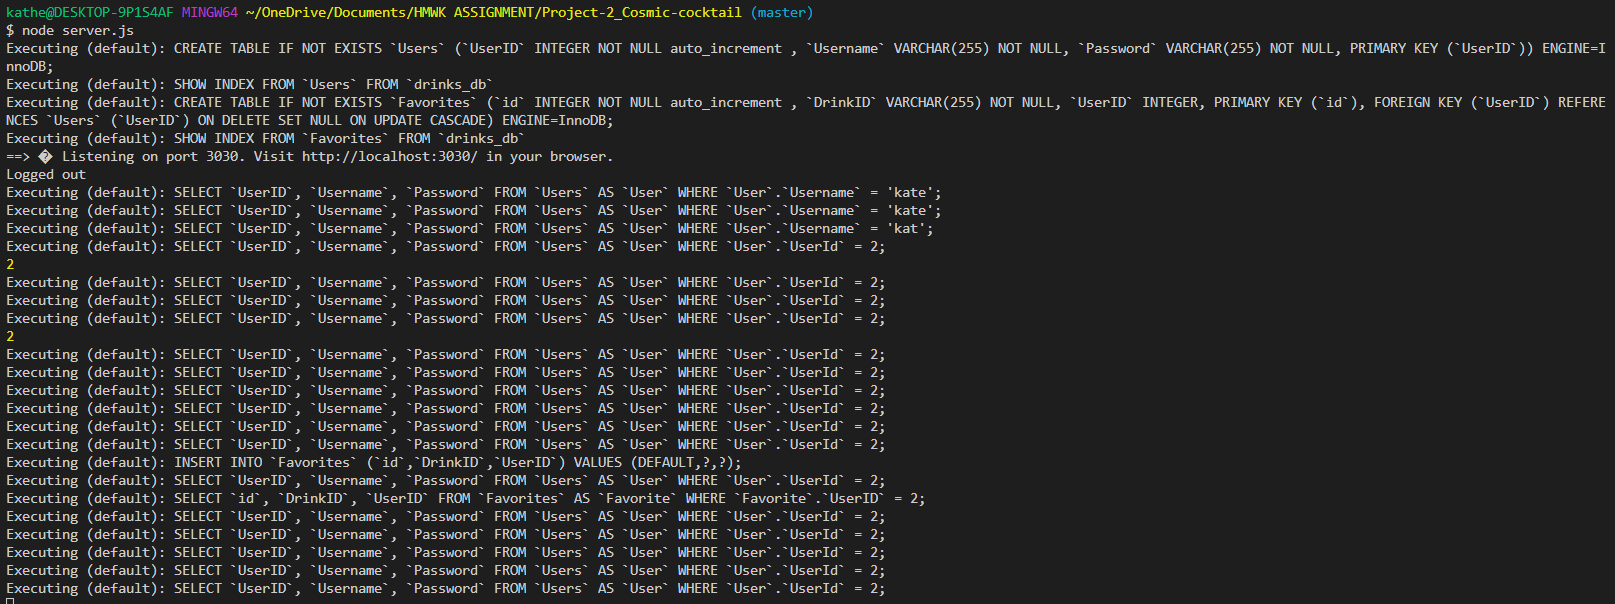 kathe@DESKTOP-9P1S4AF MINGW64 ~/OneDrive/Documents/HMWK ASSIGNMENT/Project-2_Cosmic-cocktail (master)
$ node server.js
Executing (default): CREATE TABLE IF NOT EXISTS `Users` (`UserID` INTEGER NOT NULL auto_increment , `Username` VARCHAR(255) NOT NULL, `Password` VARCHAR(255) NOT NULL, PRIMARY KEY (`UserID`)) ENGINE=I
nnoDB;
Executing (default): SHOW INDEX FROM `Users` FROM `drinks_db`
Executing (default): CREATE TABLE IF NOT EXISTS `Favorites` (`id` INTEGER NOT NULL auto_increment , `DrinkID` VARCHAR(255) NOT NULL, `UserID` INTEGER, PRIMARY KEY (`id`), FOREIGN KEY (`UserID`) REFERE
NCES `Users` (`UserID`) ON DELETE SET NULL ON UPDATE CASCADE) ENGINE=InnoDB;
Executing (default): SHOW INDEX FROM `Favorites` FROM `drinks_db`
==> � Listening on port 3030. Visit http://localhost:3030/ in your browser.
Logged out
Executing (default): SELECT `UserID`, `Username`, `Password` FROM `Users` AS `User` WHERE `User`.`Username` = 'kate';
Executing (default): SELECT `UserID`, `Username`, `Password` FROM `Users` AS `User` WHERE `User`.`Username` = 'kate';
Executing (default): SELECT `UserID`, `Username`, `Password` FROM `Users` AS `User` WHERE `User`.`Username` = 'kat';
Executing (default): SELECT `UserID`, `Username`, `Password` FROM `Users` AS `User` WHERE `User`.`UserId` = 2;
2
Executing (default): SELECT `UserID`, `Username`, `Password` FROM `Users` AS `User` WHERE `User`.`UserId` = 2;
Executing (default): SELECT `UserID`, `Username`, `Password` FROM `Users` AS `User` WHERE `User`.`UserId` = 2;
Executing (default): SELECT `UserID`, `Username`, `Password` FROM `Users` AS `User` WHERE `User`.`UserId` = 2;
2
Executing (default): SELECT `UserID`, `Username`, `Password` FROM `Users` AS `User` WHERE `User`.`UserId` = 2;
Executing (default): SELECT `UserID`, `Username`, `Password` FROM `Users` AS `User` WHERE `User`.`UserId` = 2;
Executing (default): SELECT `UserID`, `Username`, `Password` FROM `Users` AS `User` WHERE `User`.`UserId` = 2;
Executing (default): SELECT `UserID`, `Username`, `Password` FROM `Users` AS `User` WHERE `User`.`UserId` = 2;
Executing (default): SELECT `UserID`, `Username`, `Password` FROM `Users` AS `User` WHERE `User`.`UserId` = 2;
Executing (default): SELECT `UserID`, `Username`, `Password` FROM `Users` AS `User` WHERE `User`.`UserId` = 2;
Executing (default): INSERT INTO `Favorites` (`id`,`DrinkID`,`UserID`) VALUES (DEFAULT,?,?);
Executing (default): SELECT `UserID`, `Username`, `Password` FROM `Users` AS `User` WHERE `User`.`UserId` = 2;
Executing (default): SELECT `id`, `DrinkID`, `UserID` FROM `Favorites` AS `Favorite` WHERE `Favorite`.`UserID` = 2;
Executing (default): SELECT `UserID`, `Username`, `Password` FROM `Users` AS `User` WHERE `User`.`UserId` = 2;
Executing (default): SELECT `UserID`, `Username`, `Password` FROM `Users` AS `User` WHERE `User`.`UserId` = 2;
Executing (default): SELECT `UserID`, `Username`, `Password` FROM `Users` AS `User` WHERE `User`.`UserId` = 2;
Executing (default): SELECT `UserID`, `Username`, `Password` FROM `Users` AS `User` WHERE `User`.`UserId` = 2;
Executing (default): SELECT `UserID`, `Username`, `Password` FROM `Users` AS `User` WHERE `User`.`UserId` = 2;